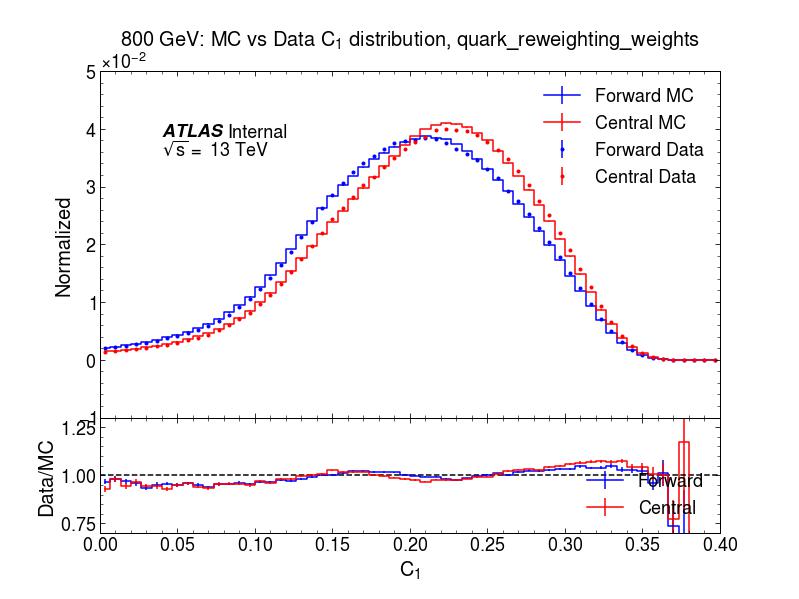 800 GeV: MC vs Data C₁ distribution, quark_reweighting_weights
×10⁻²
5
4
3
2
1
0
−1
Normalized
ATLAS Internal
√s = 13 TeV
Forward MC
Central MC
Forward Data
Central Data
1.25
1.00
0.75
Data/MC
Forward
Central
0.00 0.05 0.10 0.15 0.20 0.25 0.30 0.35 0.40
C₁